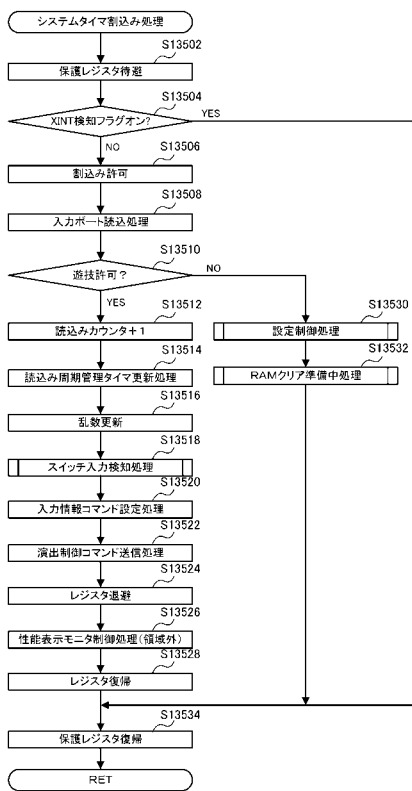 システムタイマ割込み処理
S13502
保護レジスタ待避
S13504
XINT検知フラグオン?
YES
NO
S13506
割込み許可
S13508
入力ポート読込処理
S13510
遊技許可?
NO
YES
S13512
読込みカウンタ+1
S13530
設定制御処理
S13514
読込み周期管理タイマ更新処理
S13532
RAMクリア準備中処理
S13516
乱数更新
S13518
スイッチ入力検知処理
S13520
入力情報コマンド設定処理
S13522
演出制御コマンド送信処理
S13524
レジスタ退避
S13526
性能表示モニタ制御処理(領域外)
S13528
レジスタ復帰
S13534
保護レジスタ復帰
RET